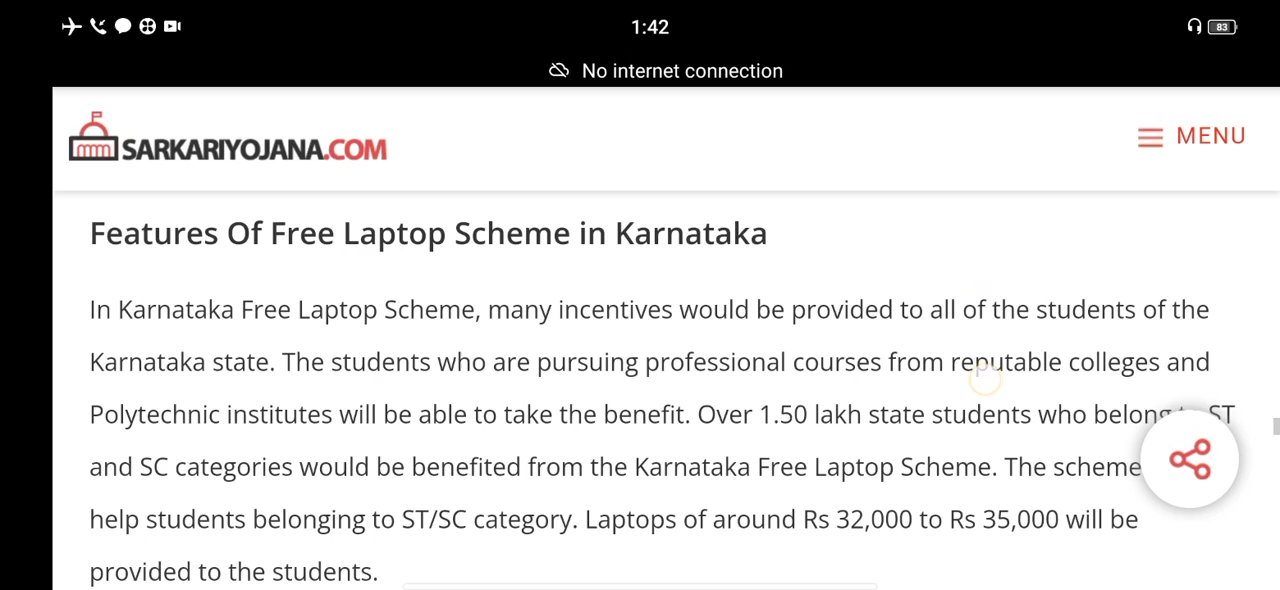 1:42
83
No internet connection
SARKARIYOJANA.COM
MENU
Features Of Free Laptop Scheme in Karnataka
In Karnataka Free Laptop Scheme, many incentives would be provided to all of the students of the
Karnataka state. The students who are pursuing professional courses from reputable colleges and
Polytechnic institutes will be able to take the benefit. Over 1.50 lakh state students who belong ST
and SC categories would be benefited from the Karnataka Free Laptop Scheme. The scheme
help students belonging to ST/SC category. Laptops of around Rs 32,000 to Rs 35,000 will be
provided to the students.